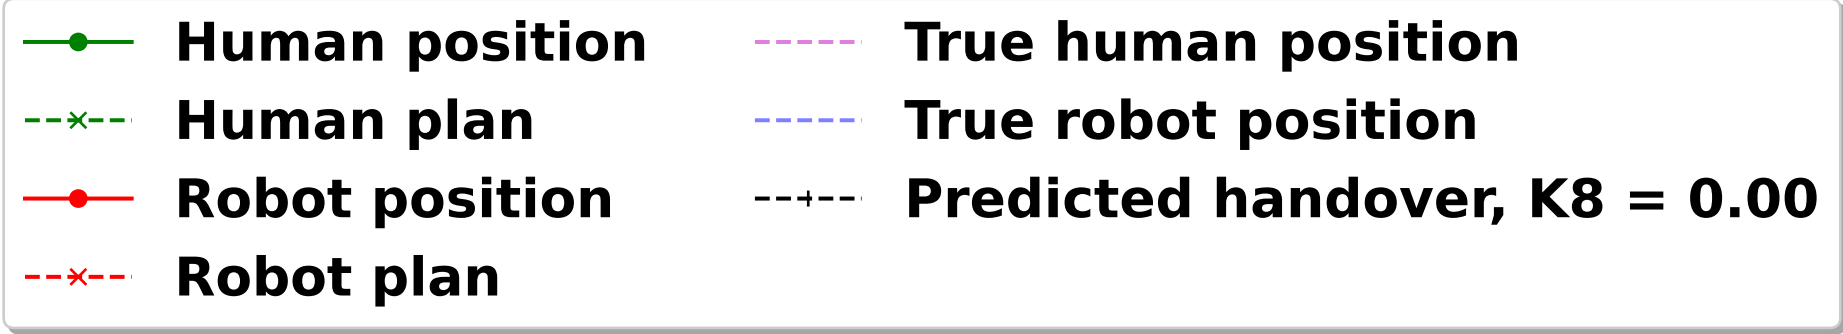 Human position
Human plan
Robot position
Robot plan
True human position
True robot position
Predicted handover, K8 = 0.00